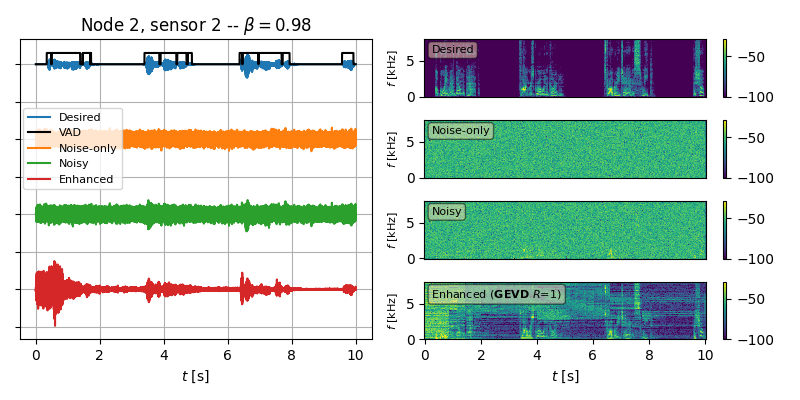 Node 2, sensor 2 -- β = 0.98
Desired
VAD
Noise-only
Noisy
Enhanced
0
2
4
6
8
10
t [s]
f [kHz]
5
0
Desired
−50
−100
f [kHz]
5
0
Noise-only
−50
−100
f [kHz]
5
0
Noisy
−50
−100
f [kHz]
5
0
Enhanced (GEVD R=1)
−50
−100
0
2
4
6
8
10
t [s]